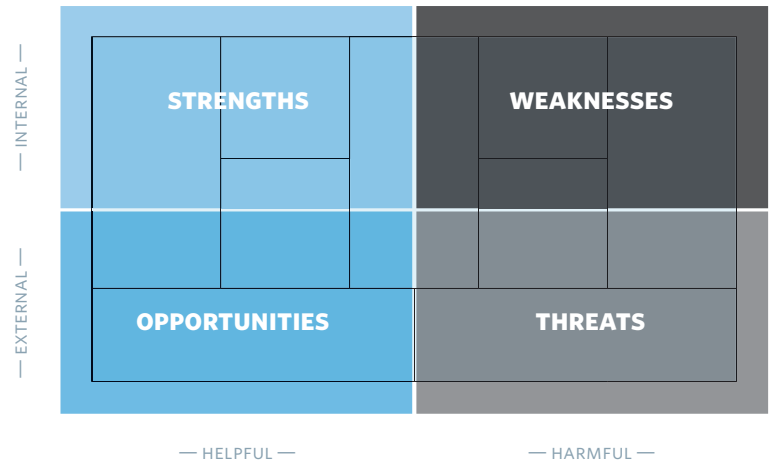 — INTERNAL —
STRENGTHS
WEAKNESSES
— EXTERNAL —
OPPORTUNITIES
THREATS
— HELPFUL —
— HARMFUL —